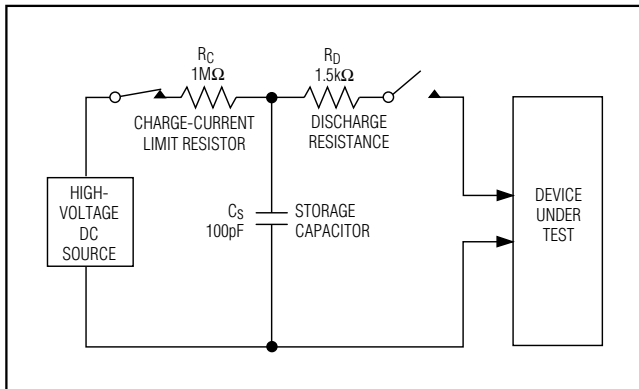 RC
1MΩ
CHARGE-CURRENT
LIMIT RESISTOR
RD
1.5kΩ
DISCHARGE
RESISTANCE
HIGH-
VOLTAGE
DC
SOURCE
CS
100pF
STORAGE
CAPACITOR
DEVICE
UNDER
TEST